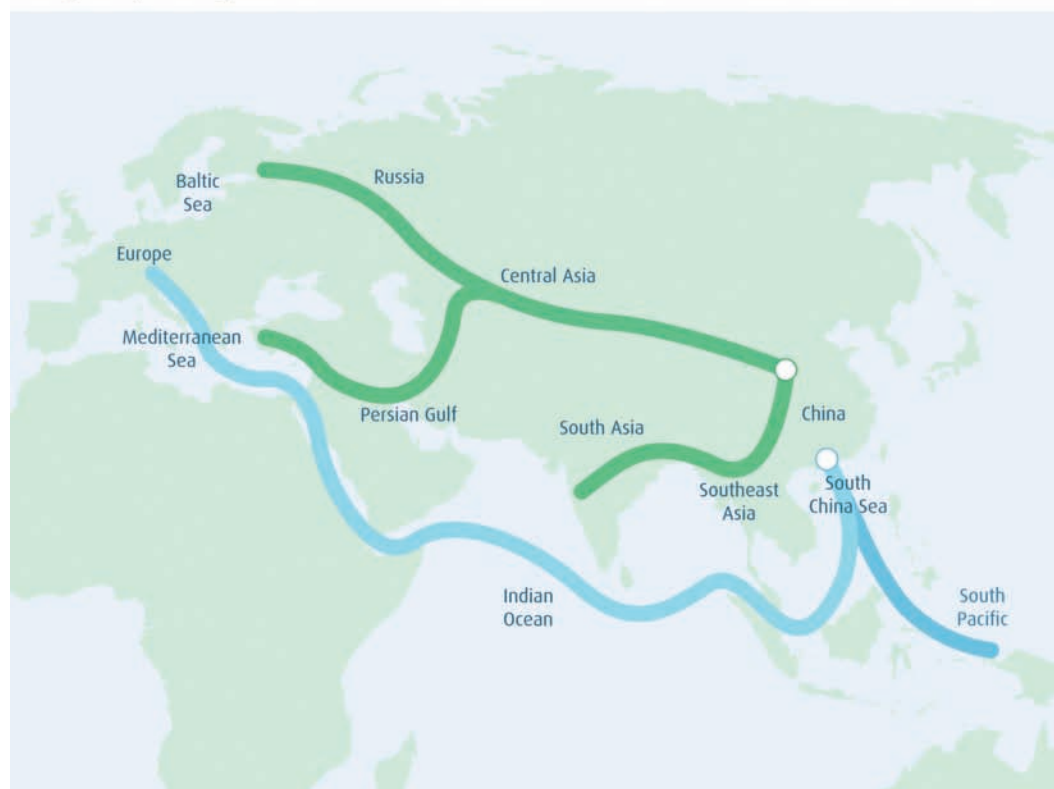 Russia
Baltic
Sea
Europe
Central Asia
Mediterranean
Sea
Persian Gulf
China
South Asia
South
China Sea
Southeast
Asia
Indian
Ocean
South
Pacific